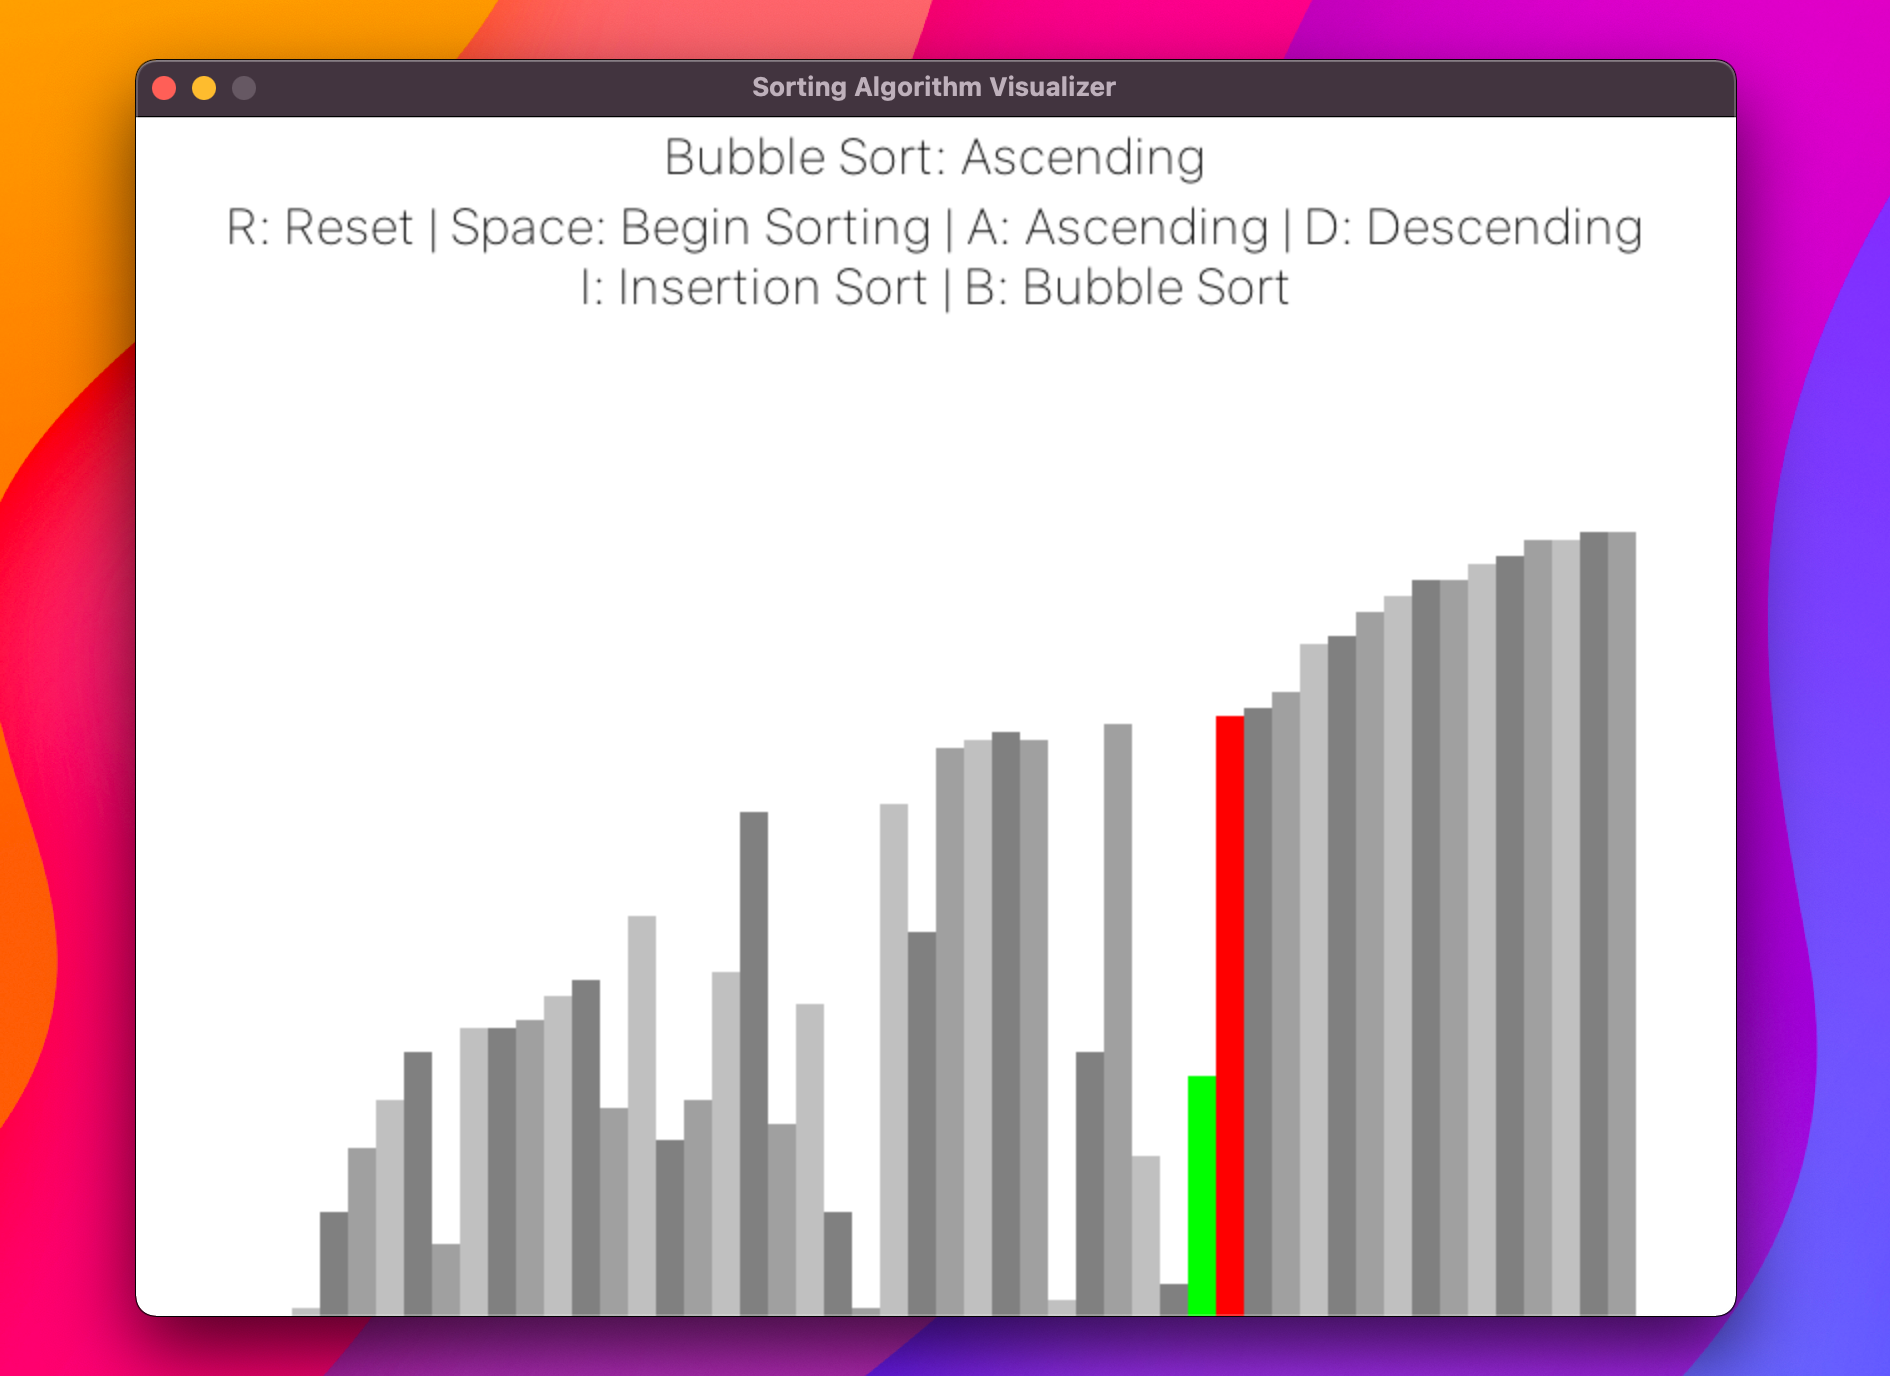 Sorting Algorithm Visualizer
Bubble Sort: Ascending
R: Reset | Space: Begin Sorting | A: Ascending | D: Descending
I: Insertion Sort | B: Bubble Sort